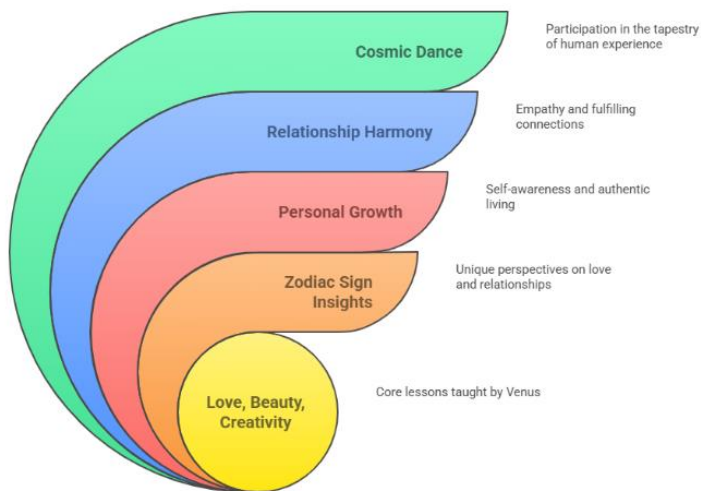 Cosmic Dance
Participation in the tapestry
of human experience
Relationship Harmony
Empathy and fulfilling
connections
Personal Growth
Self-awareness and authentic
living
Zodiac Sign
Insights
Unique perspectives on love
and relationships
Love, Beauty,
Creativity
Core lessons taught by Venus